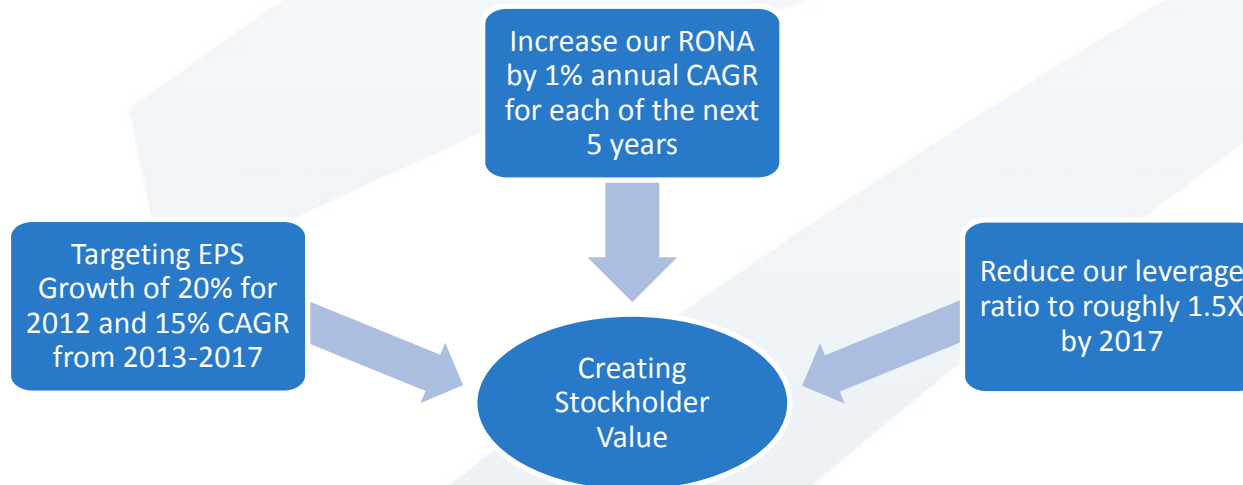 Increase our RONA
by 1% annual CAGR
for each of the next
5 years
Targeting EPS
Growth of 20% for
2012 and 15% CAGR
from 2013-2017
Reduce our leverage
ratio to roughly 1.5X
by 2017
Creating
Stockholder
Value